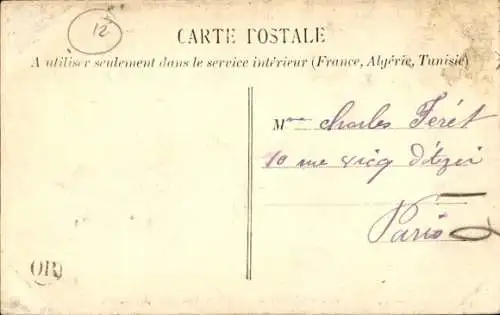 12
CARTE POSTALE
A utiliser seulement dans le service intérieur (France, Algérie, Tunisie)
Mme Charles Férét
10 rue Vicq d'Azir
Paris
OR